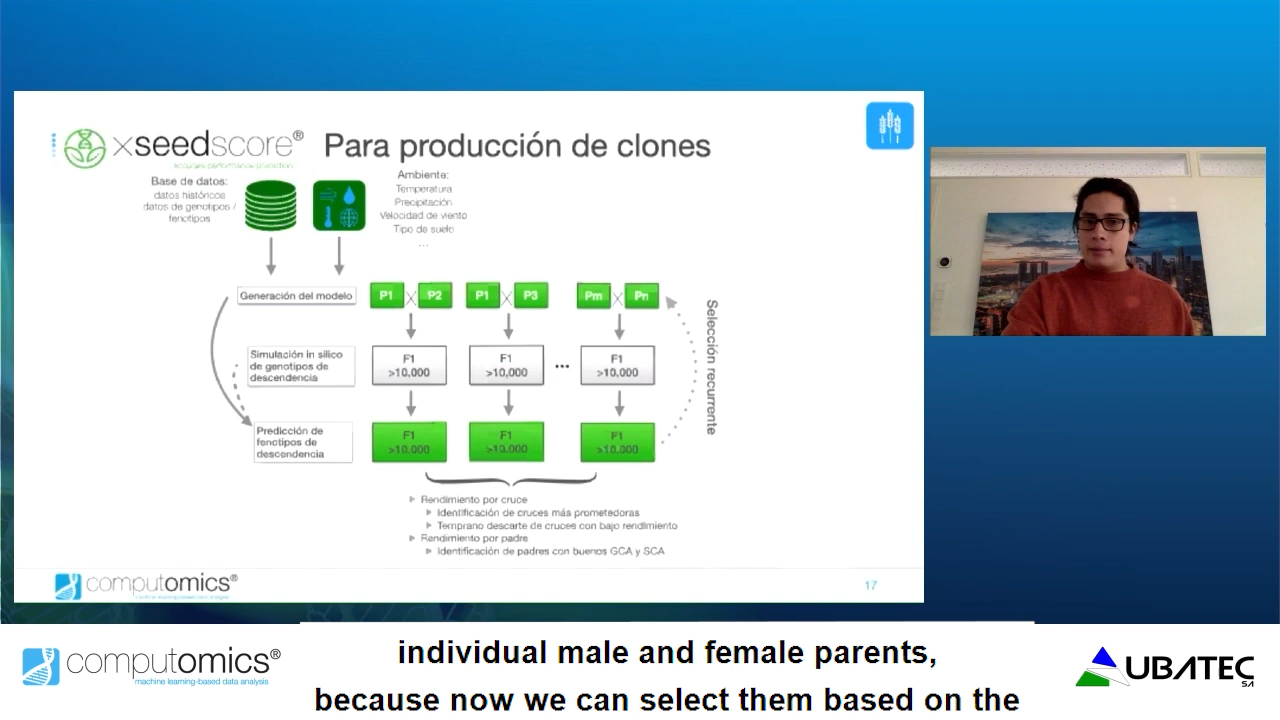 xseedscore®
Para producción de clones
Base de datos:
datos históricos
datos de genotipos /
fenotipos
Ambiente:
Temperatura
Precipitación
Velocidad de viento
Tipo de suelo
...
Generación del modelo
P1
P2
P1
P3
Pm
Pn
Simulación in silico
de genotipos de
descendencia
F1
>10,000
F1
>10,000
...
F1
>10,000
Predicción de
fenotipos de
descendencia
F1
>10.000
F1
>10.000
F1
>10.000
Selección recurrente
Rendimiento por cruce
Identificación de cruces más prometedoras
Temprano descarte de cruces con bajo rendimiento
Rendimiento por padre
Identificación de padres con buenos GCA y SCA
computomics®
17
computomics®
machine learning-based data analysis
individual male and female parents,
because now we can select them based on the
UBATEC
SA